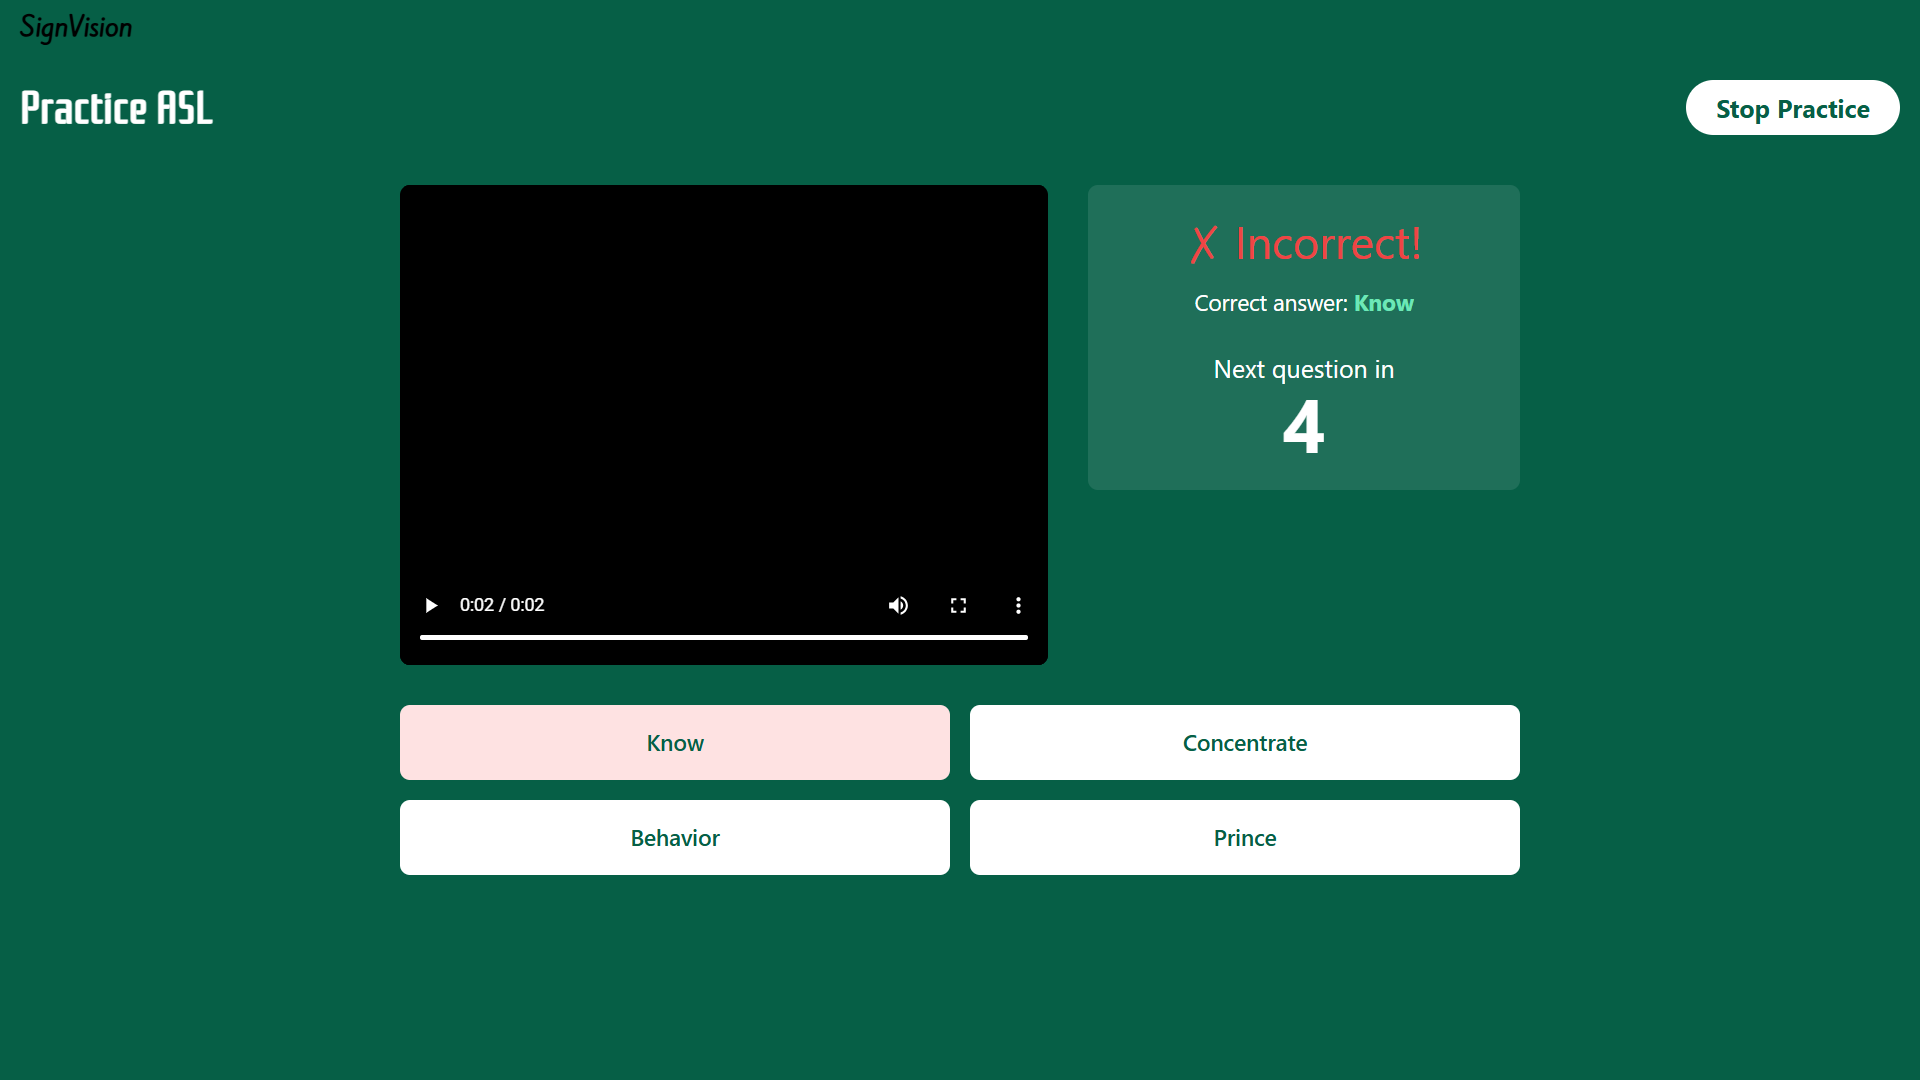 SignVision
Practice ASL
Stop Practice
✗ Incorrect!
Correct answer: Know
Next question in
4
0:02 / 0:02
Know
Concentrate
Behavior
Prince